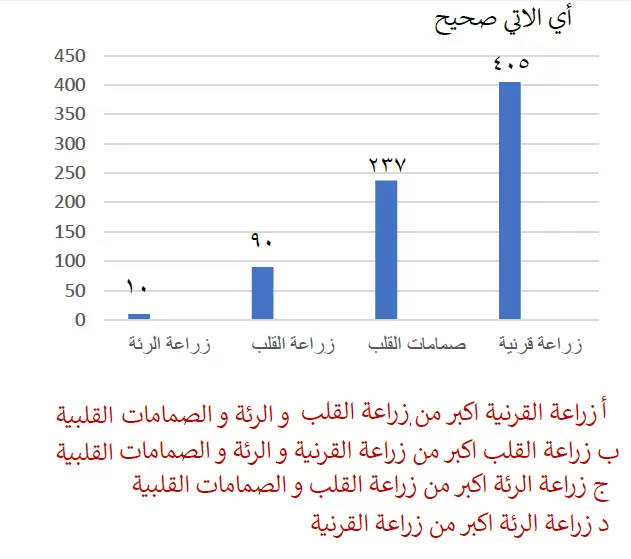 أي الاتي صحيح
450
400
350
300
250
200
150
100
50
0
٤٠٥
٢٣٧
٩٠
١٠
زراعة الرئة
زراعة القلب
صمامات القلب
زراعة قرنية
أ زراعة القرنية اكبر من زراعة القلب و الرئة و الصمامات القلبية
ب زراعة القلب اكبر من زراعة القرنية و الرئة و الصمامات القلبية
ج زراعة الرئة اكبر من زراعة القلب و الصمامات القلبية
د زراعة الرئة اكبر من زراعة القرنية